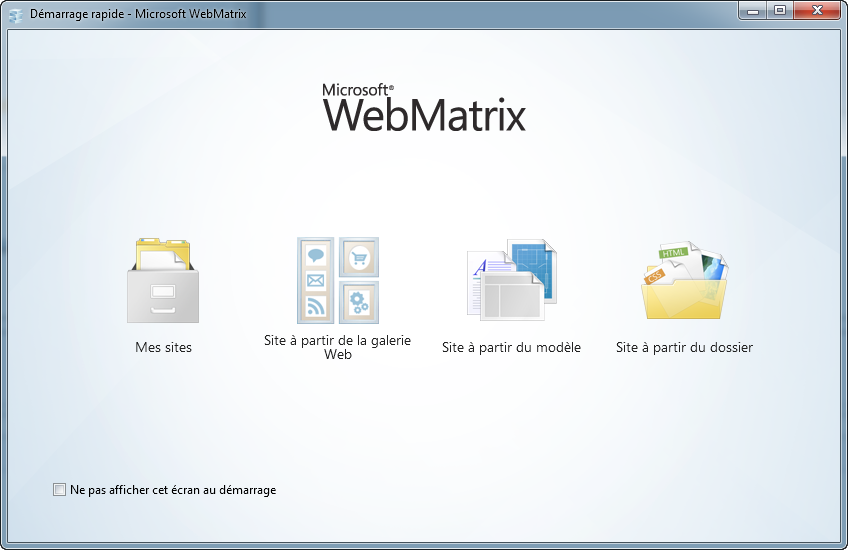 Démarrage rapide - Microsoft WebMatrix
Microsoft®
WebMatrix
A
HTML
CSS
Mes sites
Site à partir de la galerie
Web
Site à partir du modèle
Site à partir du dossier
Ne pas afficher cet écran au démarrage